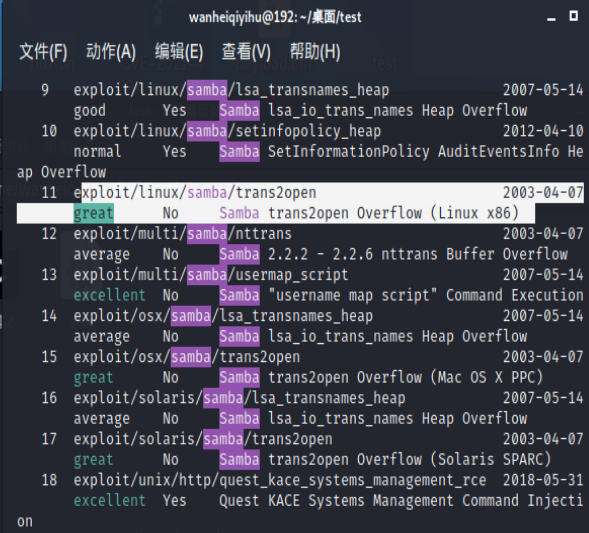 wanheiqiyihu@192: ~/桌面/test
文件(F) 动作(A) 编辑(E) 查看(V) 帮助(H)
9 exploit/linux/samba/lsa_transnames_heap 2007-05-14
good Yes Samba lsa_io_trans_names Heap Overflow
10 exploit/linux/samba/setinfopolicy_heap 2012-04-10
normal Yes Samba SetInformationPolicy AuditEventsInfo He
ap Overflow
11 exploit/linux/samba/trans2open 2003-04-07
great No Samba trans2open Overflow (Linux x86)
12 exploit/multi/samba/nttrans 2003-04-07
average No Samba 2.2.2 - 2.2.6 nttrans Buffer Overflow
13 exploit/multi/samba/usermap_script 2007-05-14
excellent No Samba "username map script" Command Execution
14 exploit/osx/samba/lsa_transnames_heap 2007-05-14
average No Samba lsa_io_trans_names Heap Overflow
15 exploit/osx/samba/trans2open 2003-04-07
great No Samba trans2open Overflow (Mac OS X PPC)
16 exploit/solaris/samba/lsa_transnames_heap 2007-05-14
average No Samba lsa_io_trans_names Heap Overflow
17 exploit/solaris/samba/trans2open 2003-04-07
great No Samba trans2open Overflow (Solaris SPARC)
18 exploit/unix/http/quest_kace_systems_management_rce 2018-05-31
excellent Yes Quest KACE Systems Management Command Injecti
on